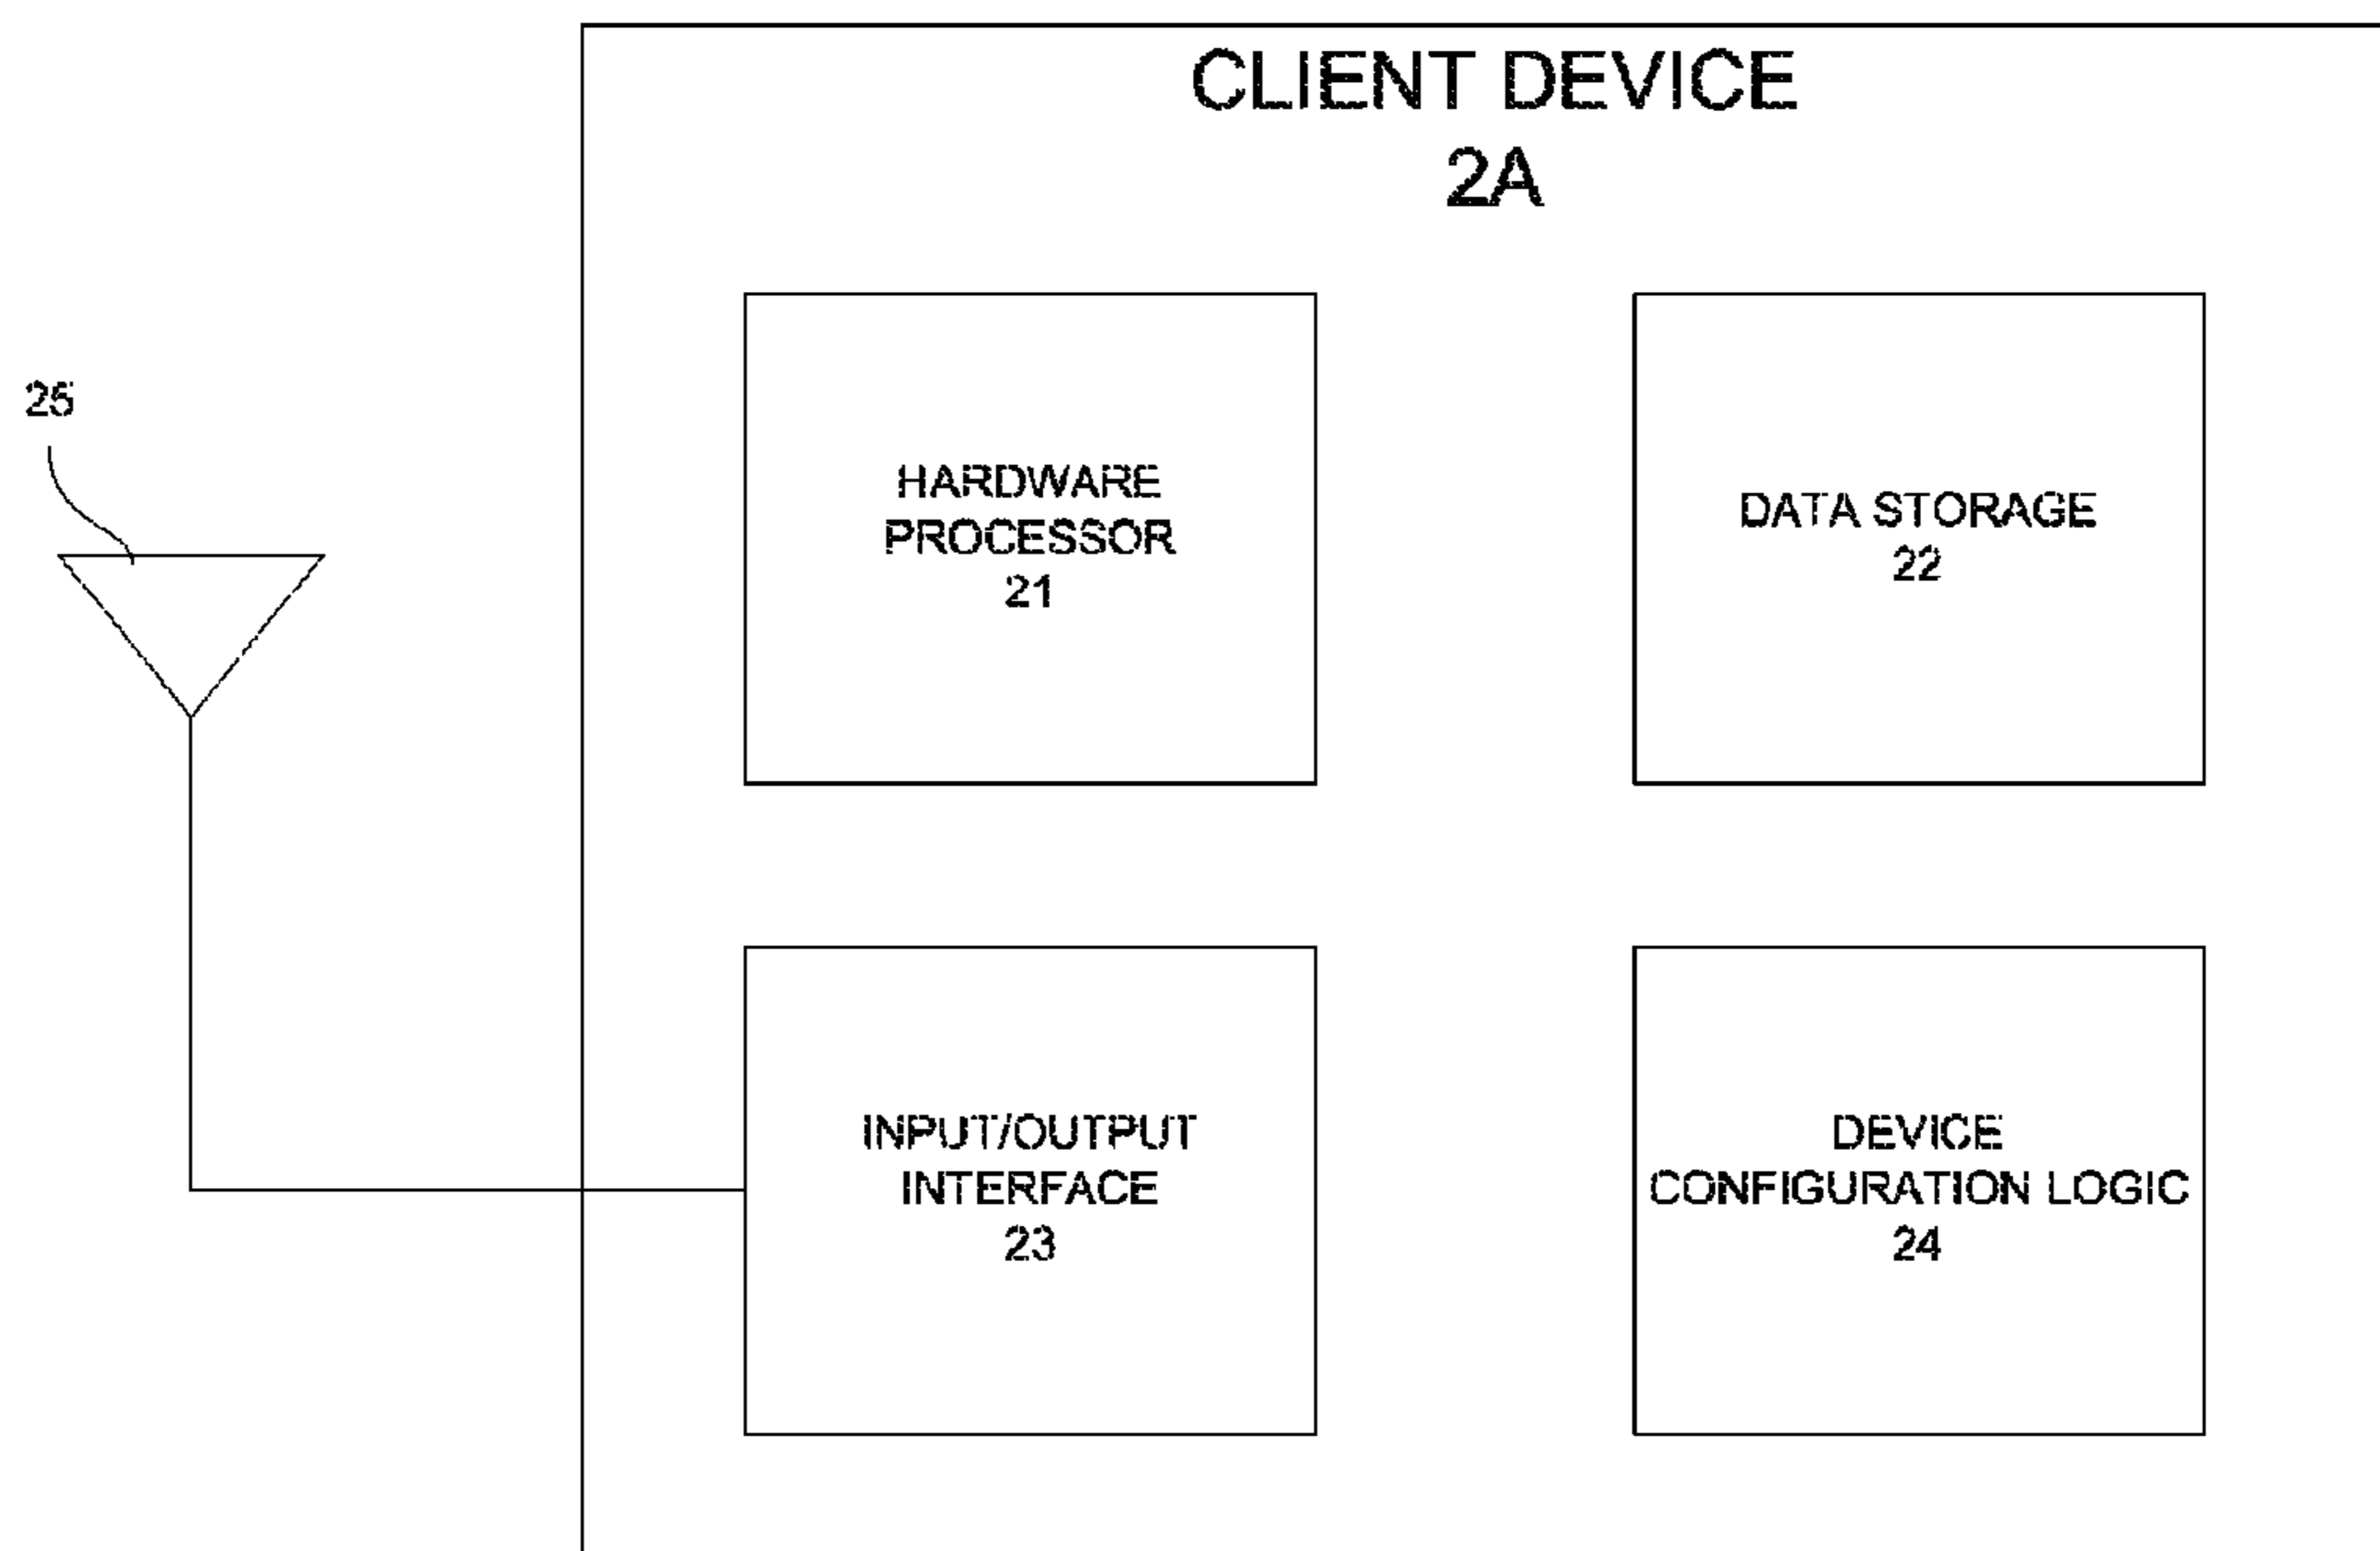 CLIENT DEVICE
2A
25
HARDWARE
PROCESSOR
21
DATA STORAGE
22
INPUT/OUTPUT
INTERFACE
23
DEVICE
CONFIGURATION LOGIC
24